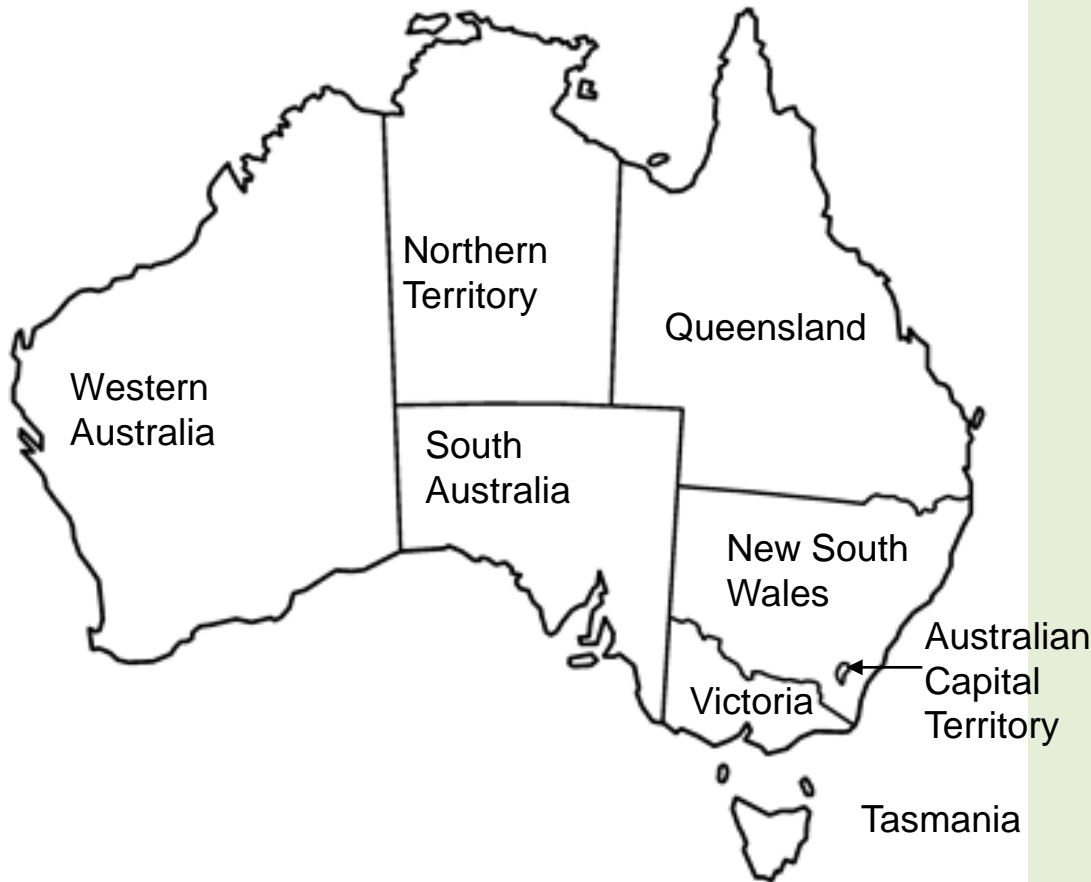 Northern
Territory
Queensland
Western
Australia
South
Australia
New South
Wales
Australian
Capital
Territory
Victoria
Tasmania